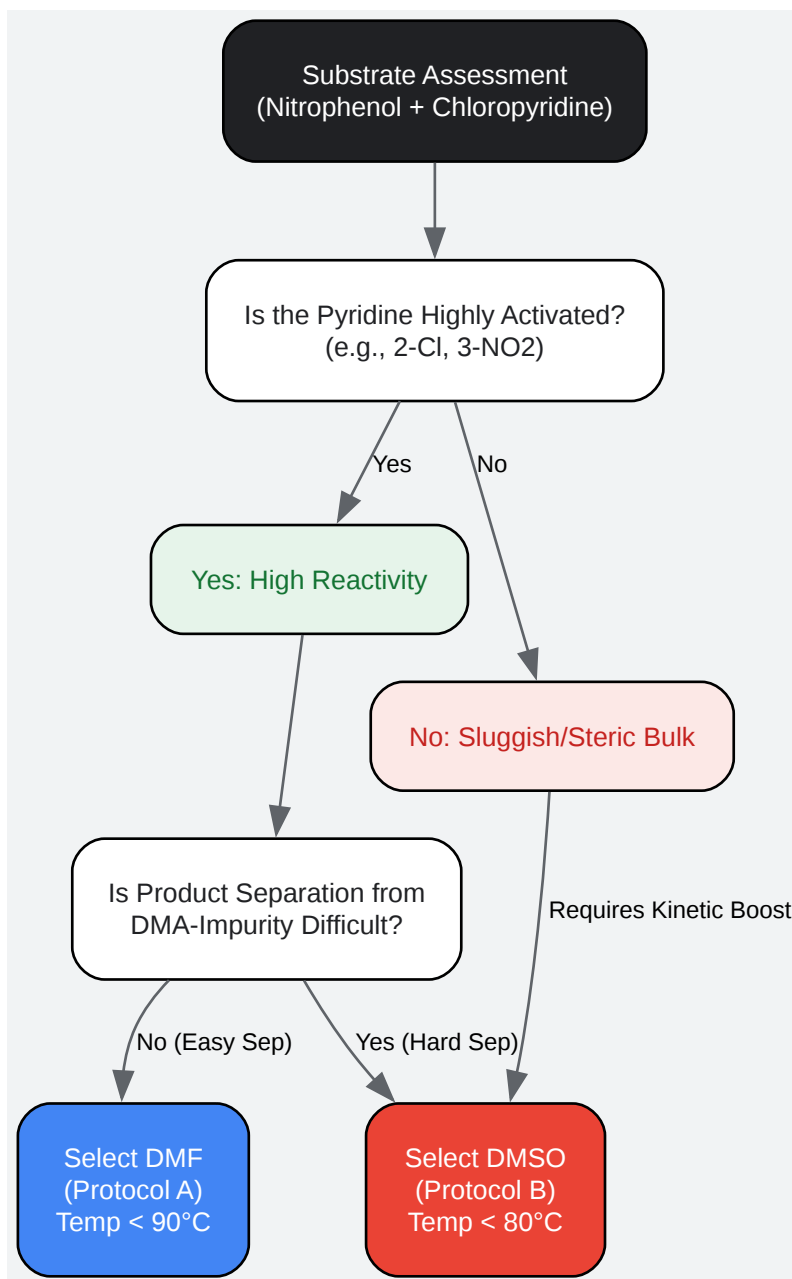 Substrate Assessment
(Nitrophenol + Chloropyridine)
Is the Pyridine Highly Activated?
(e.g., 2-Cl, 3-NO2)
Yes
No
Yes: High Reactivity
No: Sluggish/Steric Bulk
Is Product Separation from
DMA-Impurity Difficult?
Requires Kinetic Boost
No (Easy Sep)
Yes (Hard Sep)
Select DMF
(Protocol A)
Temp < 90°C
Select DMSO
(Protocol B)
Temp < 80°C